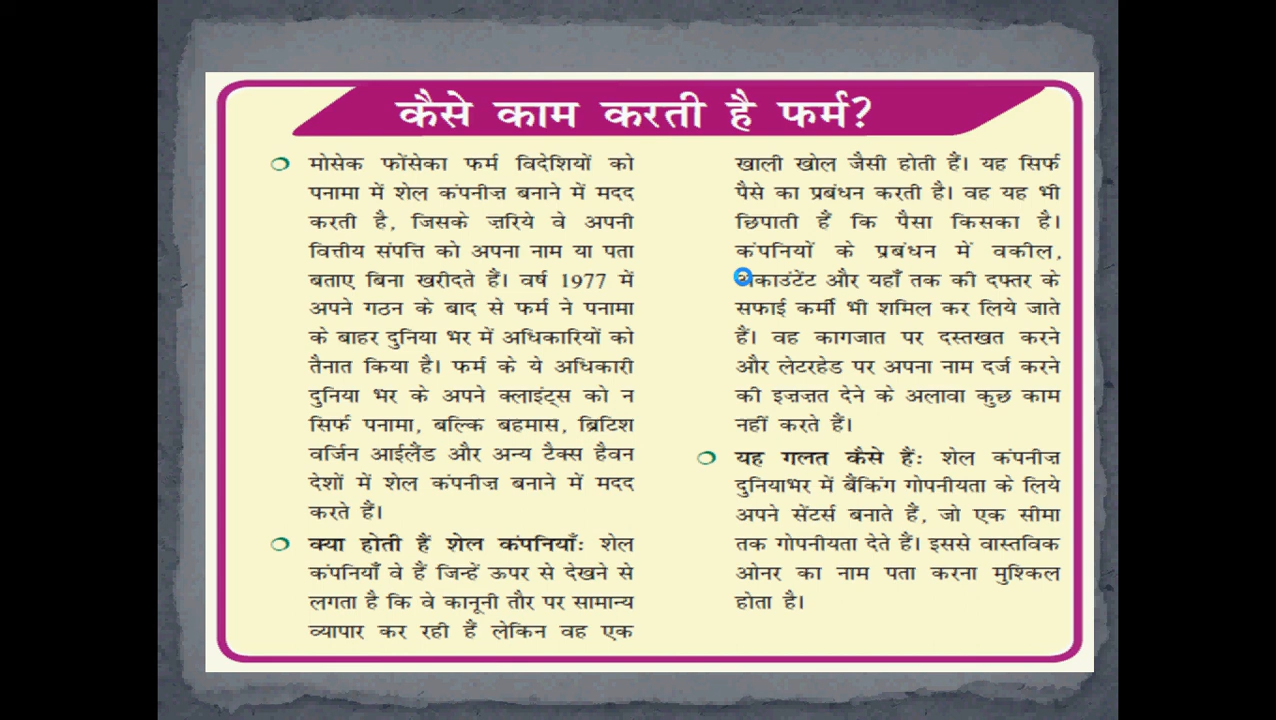 कैसे काम करती है फर्म?
मोसेक फोंसेका फर्म विदेशियों को
पनामा में शेल कंपनीज़ बनाने में मदद
करती है, जिसके ज़रिये वे अपनी
वित्तीय संपत्ति को अपना नाम या पता
बताए बिना खरीदते हैं। वर्ष 1977 में
अपने गठन के बाद से फर्म ने पनामा
के बाहर दुनिया भर में अधिकारियों को
तैनात किया है। फर्म के ये अधिकारी
दुनिया भर के अपने क्लाइंट्स को न
सिर्फ पनामा, बल्कि बहमास, ब्रिटिश
वर्जिन आईलैंड और अन्य टैक्स हैवन
देशों में शेल कंपनीज़ बनाने में मदद
करते हैं।
क्या होती हैं शेल कंपनियाँ: शेल
कंपनियाँ वे हैं जिन्हें ऊपर से देखने से
लगता है कि वे कानूनी तौर पर सामान्य
व्यापार कर रही हैं लेकिन वह एक
खाली खोल जैसी होती हैं। यह सिर्फ
पैसे का प्रबंधन करती है। वह यह भी
छिपाती हैं कि पैसा किसका है।
कंपनियों के प्रबंधन में वकील,
और यहाँ तक की दफ्तर के
सफाई कर्मी भी शमिल कर लिये जाते
हैं। वह कागजात पर दस्तखत करने
और लेटरहेड पर अपना नाम दर्ज करने
की इज़्ज़त देने के अलावा कुछ काम
नहीं करते हैं।
यह गलत कैसे हैं: शेल कंपनीज़
दुनियाभर में बैंकिंग गोपनीयता के लिये
अपने सेंटर्स बनाते हैं, जो एक सीमा
तक गोपनीयता देते हैं। इससे वास्तविक
ओनर का नाम पता करना मुश्किल
होता है।